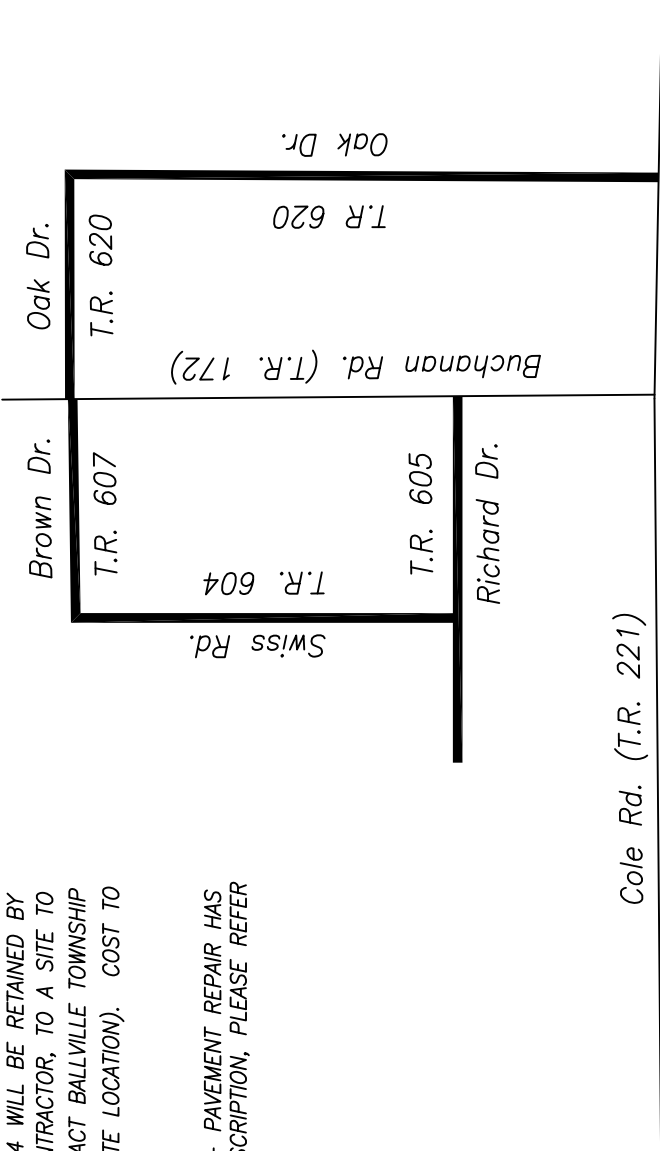 Oak Dr.
T.R 620
Oak Dr.
T.R. 620
Buchanan Rd. (T.R. 172)
Brown Dr.
T.R. 607
T.R. 604
Swiss Rd.
T.R. 605
Richard Dr.
Cole Rd. (T.R. 221)
4 WILL BE RETAINED BY
NTRACTOR, TO A SITE TO
ACT BALLVILLE TOWNSHIP
TE LOCATION). COST TO
- PAVEMENT REPAIR HAS
SCRIPTION, PLEASE REFER